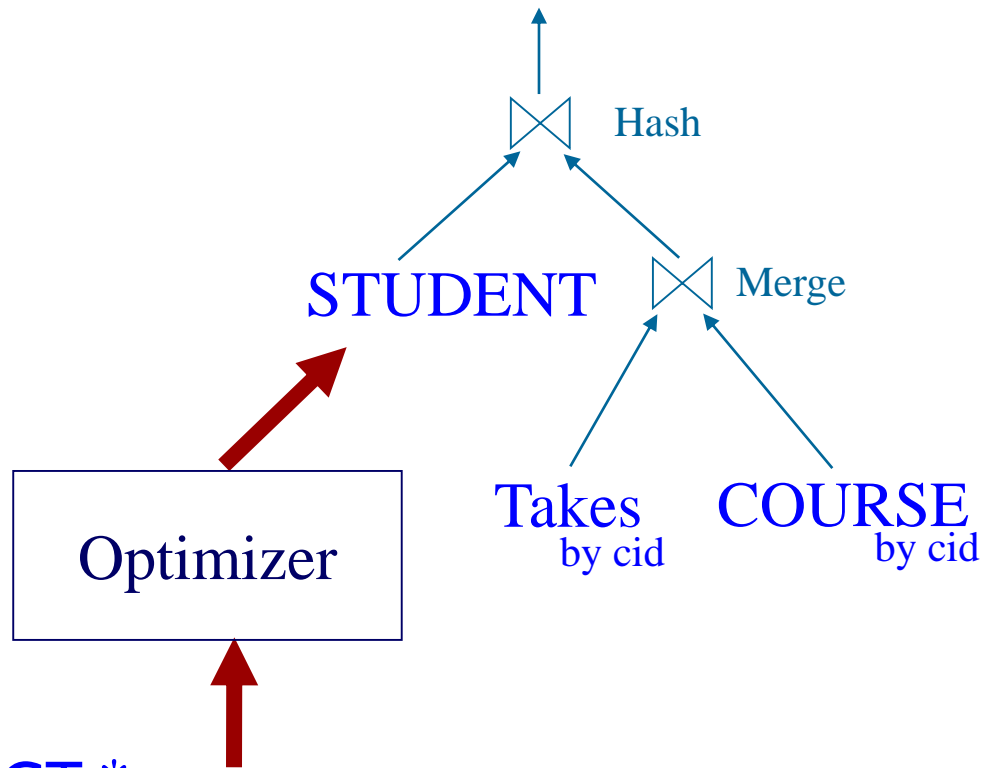 Hash
STUDENT
Merge
Takes
COURSE
by cid
by cid
Optimizer